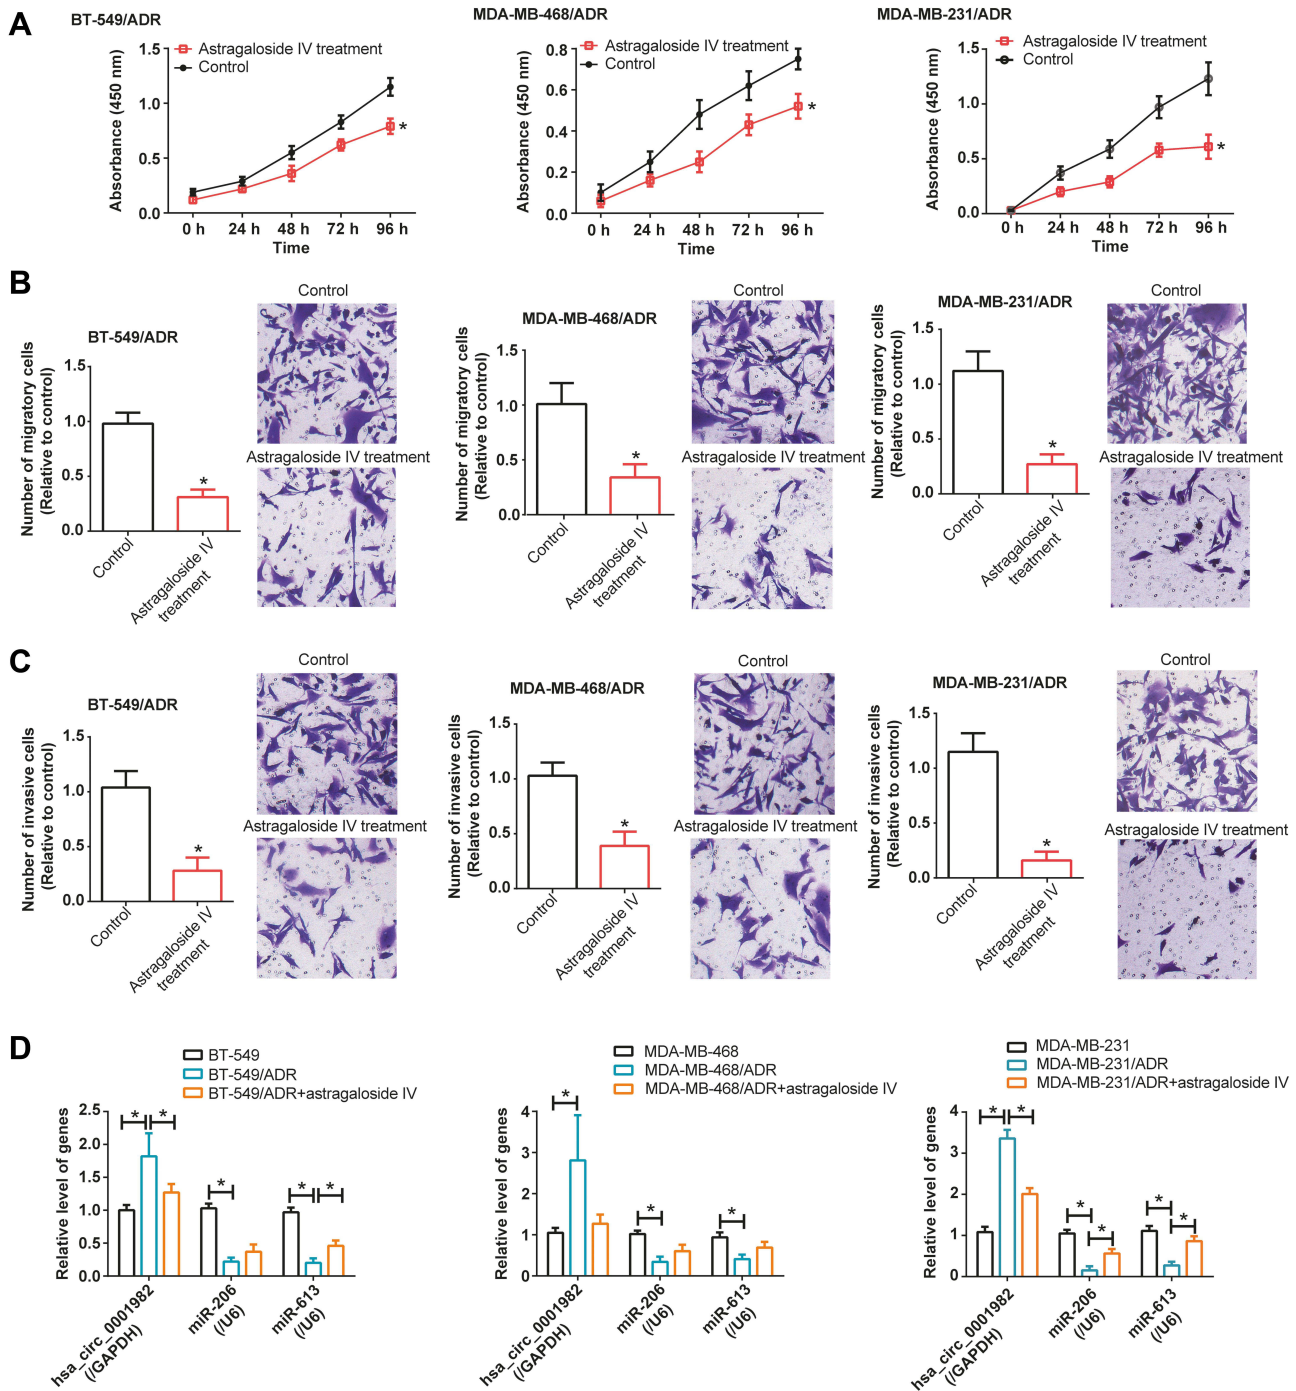 A
BT-549/ADR
Absorbance (450 nm)
1.5
1.0
0.5
0.0
Astragaloside IV treatment
Control
*
0 h 24 h 48 h 72 h 96 h
Time
MDA-MB-468/ADR
Absorbance (450 nm)
0.8
0.6
0.4
0.2
0.0
Astragaloside IV treatment
Control
*
0 h 24 h 48 h 72 h 96 h
Time
MDA-MB-231/ADR
Absorbance (450 nm)
1.5
1.0
0.5
0.0
Astragaloside IV treatment
Control
*
0 h 24 h 48 h 72 h 96 h
Time
B
BT-549/ADR
Number of migratory cells
(Relative to control)
1.5
1.0
0.5
0.0
*
Control
Astragaloside IV
treatment
Control
Astragaloside IV treatment
MDA-MB-468/ADR
Number of migratory cells
(Relative to control)
1.5
1.0
0.5
0.0
*
Control
Astragaloside IV
treatment
Control
Astragaloside IV treatment
MDA-MB-231/ADR
Number of migratory cells
(Relative to control)
1.5
1.0
0.5
0.0
*
Control
Astragaloside IV
treatment
Control
Astragaloside IV treatment
C
BT-549/ADR
Number of invasive cells
(Relative to control)
1.5
1.0
0.5
0.0
*
Control
Astragaloside IV
treatment
Control
Astragaloside IV treatment
MDA-MB-468/ADR
Number of invasive cells
(Relative to control)
1.5
1.0
0.5
0.0
*
Control
Astragaloside IV
treatment
Control
Astragaloside IV treatment
MDA-MB-231/ADR
Number of invasive cells
(Relative to control)
1.5
1.0
0.5
0.0
*
Control
Astragaloside IV
treatment
Control
Astragaloside IV treatment
D
BT-549
BT-549/ADR
BT-549/ADR+astragaloside IV
Relative level of genes
2.5
2.0
1.5
1.0
0.5
0.0
* *
*
* *
hsa_circ_0001982
(/GAPDH)
miR-206
(/U6)
miR-613
(/U6)
MDA-MB-468
MDA-MB-468/ADR
MDA-MB-468/ADR+astragaloside IV
Relative level of genes
4
3
2
1
0
*
*
*
hsa_circ_0001982
(/GAPDH)
miR-206
(/U6)
miR-613
(/U6)
MDA-MB-231
MDA-MB-231/ADR
MDA-MB-231/ADR+astragaloside IV
Relative level of genes
4
3
2
1
0
* *
* *
* *
hsa_circ_0001982
(/GAPDH)
miR-206
(/U6)
miR-613
(/U6)